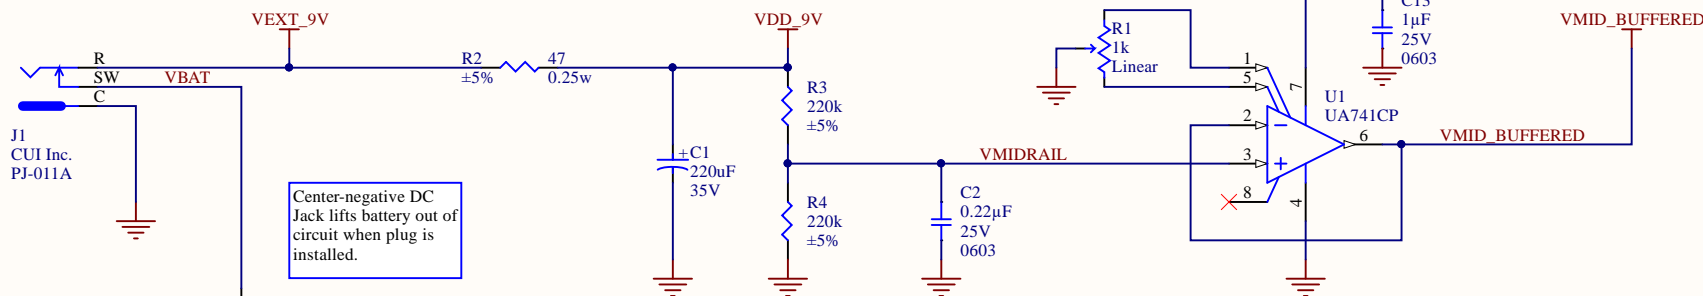 VEXT_9V
VDD_9V
C13
1µF
25V
0603
VMID_BUFFERED
R1
1k
Linear
R
SW
C
VBAT
J1
CUI Inc.
PJ-011A
R2
±5%
47
0.25w
R3
220k
±5%
+
C1
220uF
35V
Center-negative DC
Jack lifts battery out of
circuit when plug is
installed.
R4
220k
±5%
VMIDRAIL
C2
0.22µF
25V
0603
1
5
2
3
8
7
4
6
U1
UA741CP
VMID_BUFFERED